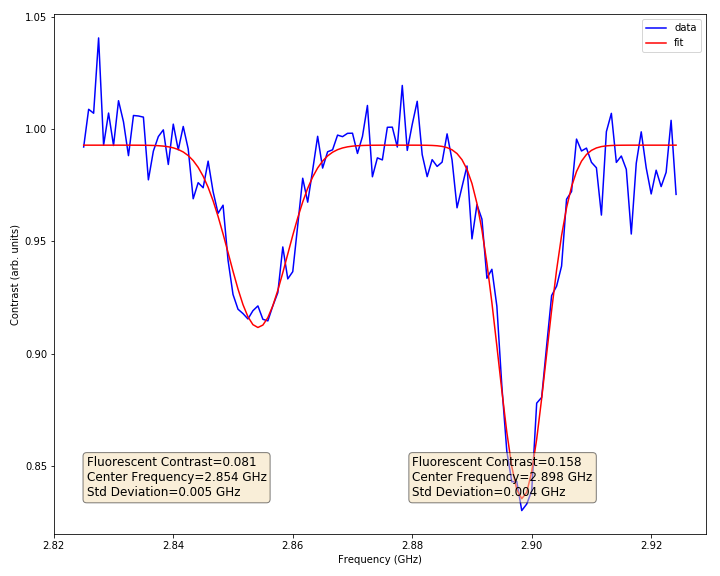 1.05
1.00
0.95
0.90
0.85
Contrast (arb. units)
data
fit
Fluorescent Contrast=0.081
Center Frequency=2.854 GHz
Std Deviation=0.005 GHz
Fluorescent Contrast=0.158
Center Frequency=2.898 GHz
Std Deviation=0.004 GHz
2.82 2.84 2.86 2.88 2.90 2.92
Frequency (GHz)